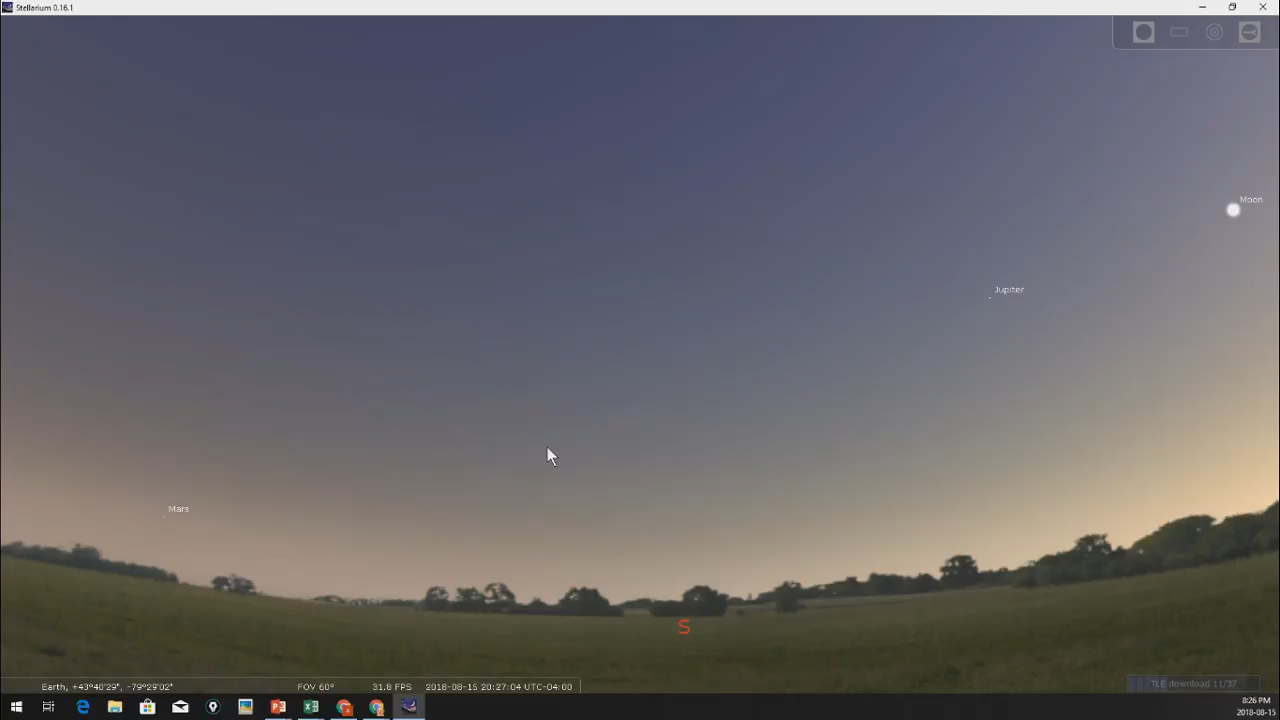 Stellarium 0.16.1
Moon
Jupiter
Mars
S
Earth, +43°40'29", -79°29'02"
FOV 60°
31.8 FPS
2018-08-15 20:27:04 UTC-04:00
TLE download 11/37
8:26 PM
2018-08-15